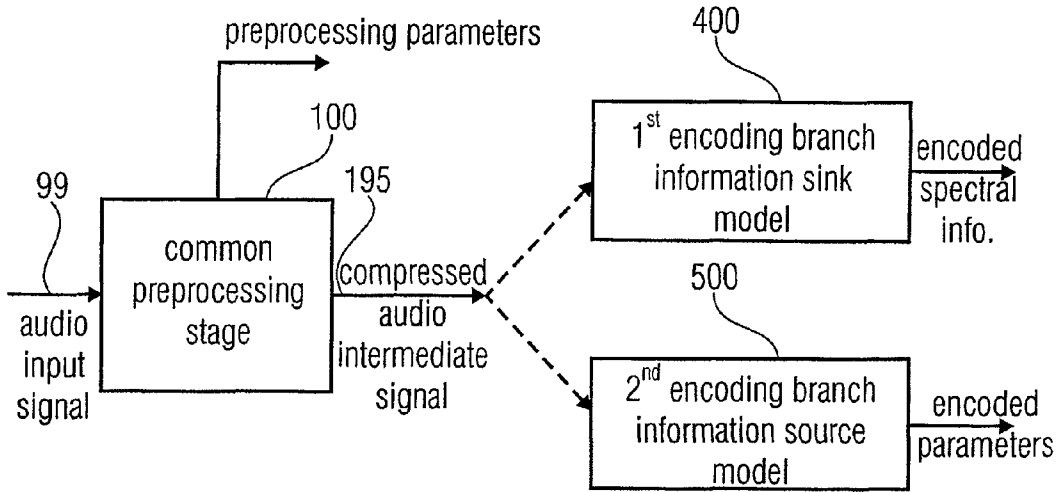 preprocessing parameters
100
99
common
preprocessing
stage
audio
input
signal
195
compressed
audio
intermediate
signal
400
1st encoding branch
information sink
model
encoded
spectral
info.
500
2nd encoding branch
information source
model
encoded
parameters